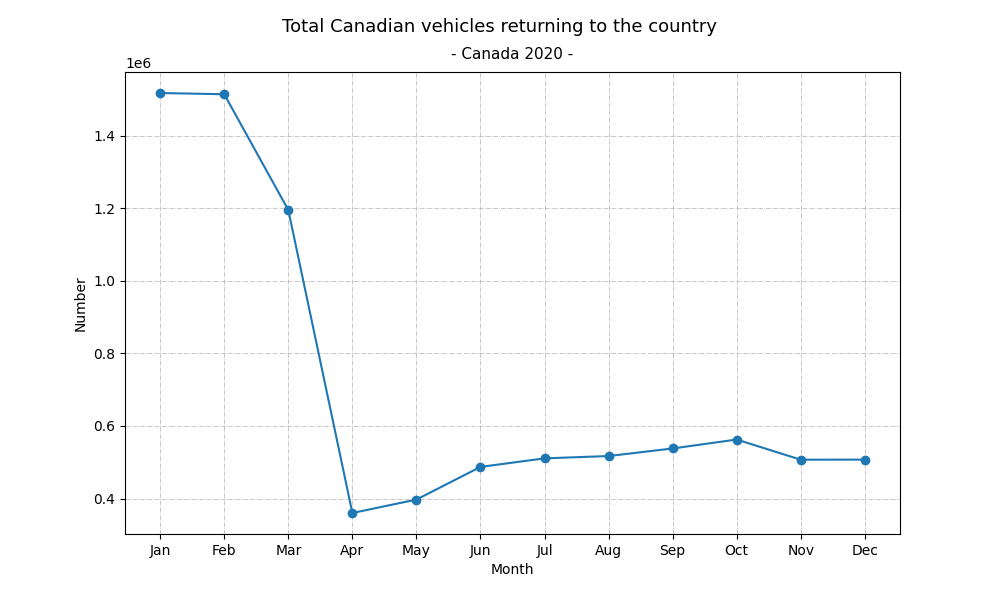 Total Canadian vehicles returning to the country
- Canada 2020 -
1e6
1.4
1.2
1.0
0.8
0.6
0.4
Number
Jan Feb Mar Apr May Jun Jul Aug Sep Oct Nov Dec
Month